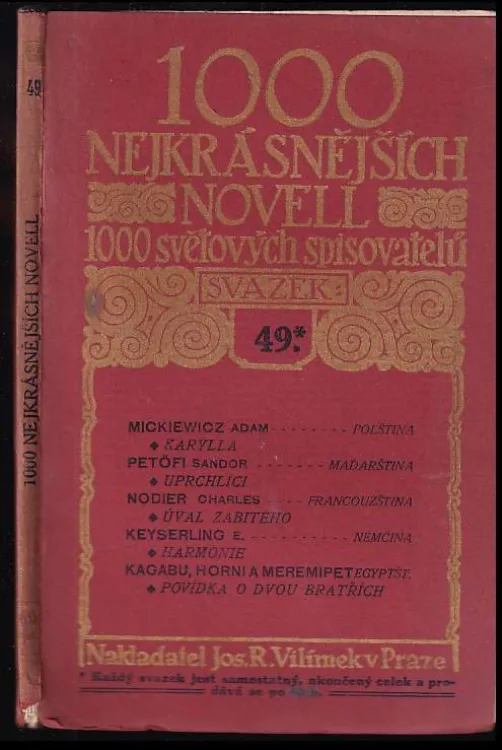 49
1000 NEJKRÁSNĚJŠÍCH NOVELL
1000
NEJKRÁSNĚJŠÍCH
NOVELL
1000 světových spisovatelů
SVAZEK:
49.*
MICKIEWICZ ADAM - - - - - - - - POLŠTINA
◆ KARYLLA
PETÖFI SANDOR - - - - - - - MAĎARŠTINA
◆ UPRCHLÍCI
NODIER CHARLES - - - - FRANCOUZŠTINA
◆ ÚVAL ZABITÉHO
KEYSERLING E. - - - - - - - - - - - NĚMČINA
◆ HARMONIE
KAGABU, HORNI A MEREMIPET EGYPTŠT.
◆ POVÍDKA O DVOU BRATŘÍCH
Nakladatel Jos. R. Vilímek v Praze
* Každý svazek jest samostatný, ukončený celek a pro-
dává se po